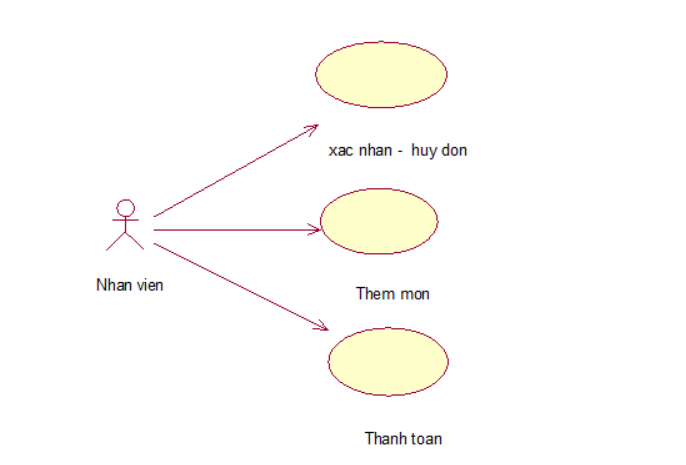 xac nhan - huy don
Nhan vien
Them mon
Thanh toan